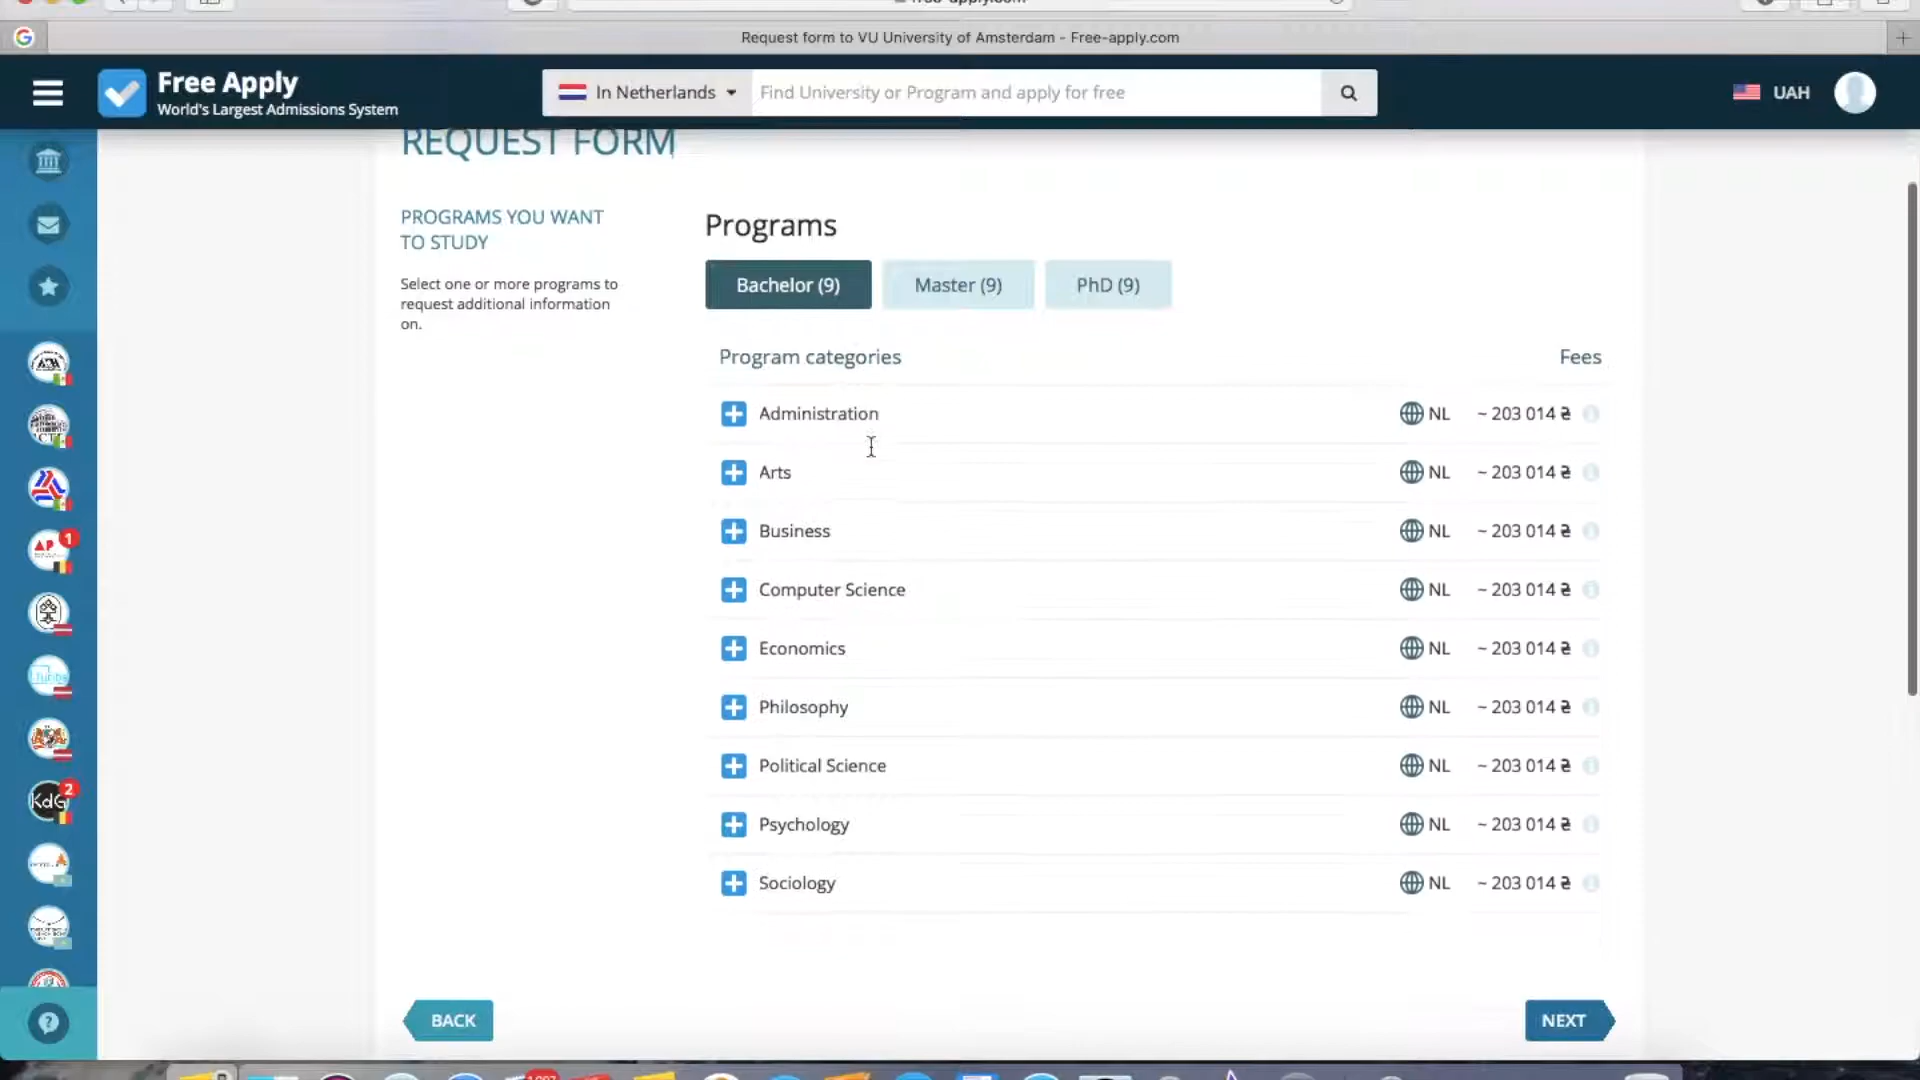 Request form to VU University of Amsterdam - Free-apply.com
Free Apply
World's Largest Admissions System
In Netherlands
Find University or Program and apply for free
UAH
REQUEST FORM
PROGRAMS YOU WANT
TO STUDY
Select one or more programs to
request additional information
on.
Programs
Bachelor (9)
Master (9)
PhD (9)
Program categories
Fees
Administration NL ~ 203 014 ₴
Arts NL ~ 203 014 ₴
Business NL ~ 203 014 ₴
Computer Science NL ~ 203 014 ₴
Economics NL ~ 203 014 ₴
Philosophy NL ~ 203 014 ₴
Political Science NL ~ 203 014 ₴
Psychology NL ~ 203 014 ₴
Sociology NL ~ 203 014 ₴
AP
1
KdG
2
BACK
NEXT